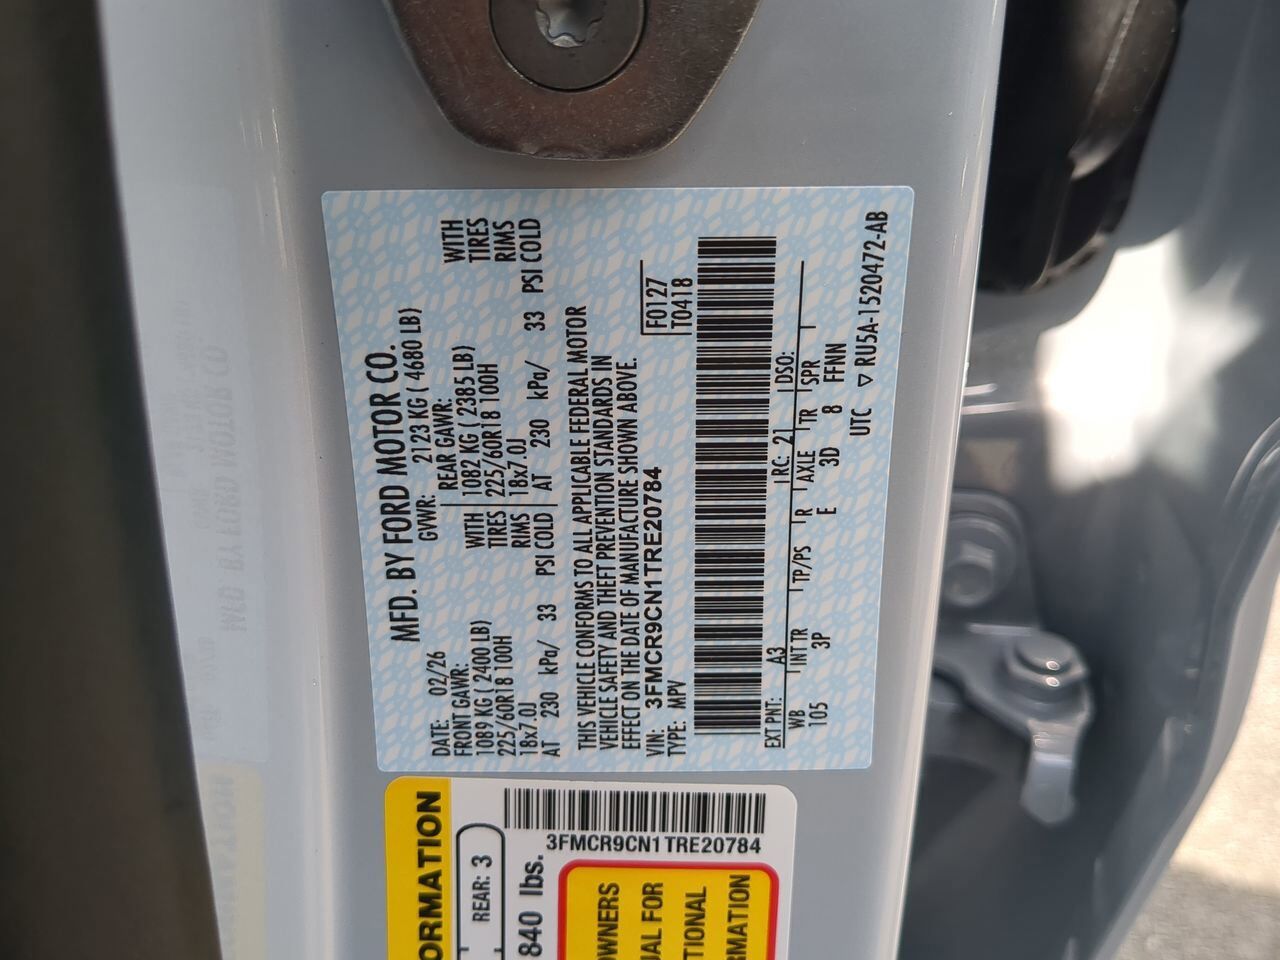 MFD. BY FORD MOTOR CO.
DATE: 02/26 GVWR: 2123 KG ( 4680 LB)
FRONT GAWR: REAR GAWR:
1089 KG ( 2400 LB) WITH 1082 KG ( 2385 LB) WITH
225/60R18 100H TIRES 225/60R18 100H TIRES
18x7.0J RIMS 18x7.0J RIMS
AT 230 kPa/ 33 PSI COLD AT 230 kPa/ 33 PSI COLD
THIS VEHICLE CONFORMS TO ALL APPLICABLE FEDERAL MOTOR
VEHICLE SAFETY AND THEFT PREVENTION STANDARDS IN
EFFECT ON THE DATE OF MANUFACTURE SHOWN ABOVE.
VIN: 3FMCR9CN1TRE20784 F0127
TYPE: MPV T0418
EXT PNT: A3 RC: 21 DSO:
WB INT TR TP/PS R AXLE TR SPR
105 3P E 3D 8 FFNN
UTC ▽ RU5A-1520472-AB
ORMATION
REAR: 3
840 lbs.
3FMCR9CN1TRE20784
OWNERS
UAL FOR
TIONAL
RMATION